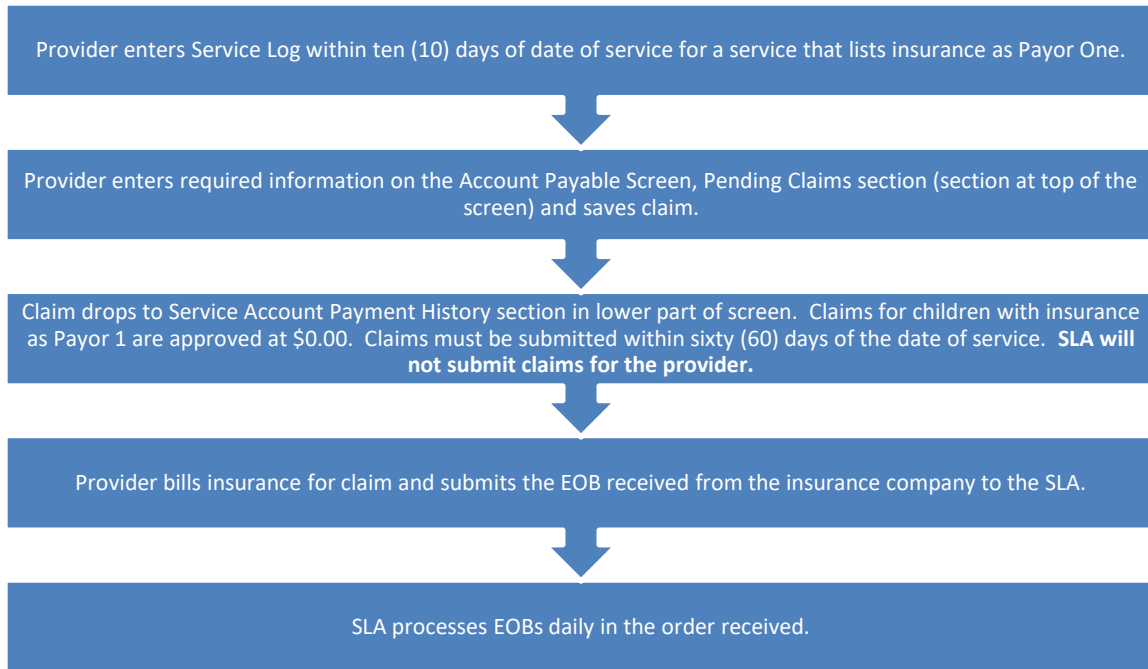 Provider enters Service Log within ten (10) days of date of service for a service that lists insurance as Payor One.
Provider enters required information on the Account Payable Screen, Pending Claims section (section at top of the
screen) and saves claim.
Claim drops to Service Account Payment History section in lower part of screen.  Claims for children with insurance
as Payor 1 are approved at $0.00.  Claims must be submitted within sixty (60) days of the date of service.  SLA will
not submit claims for the provider.
Provider bills insurance for claim and submits the EOB received from the insurance company to the SLA.
SLA processes EOBs daily in the order received.